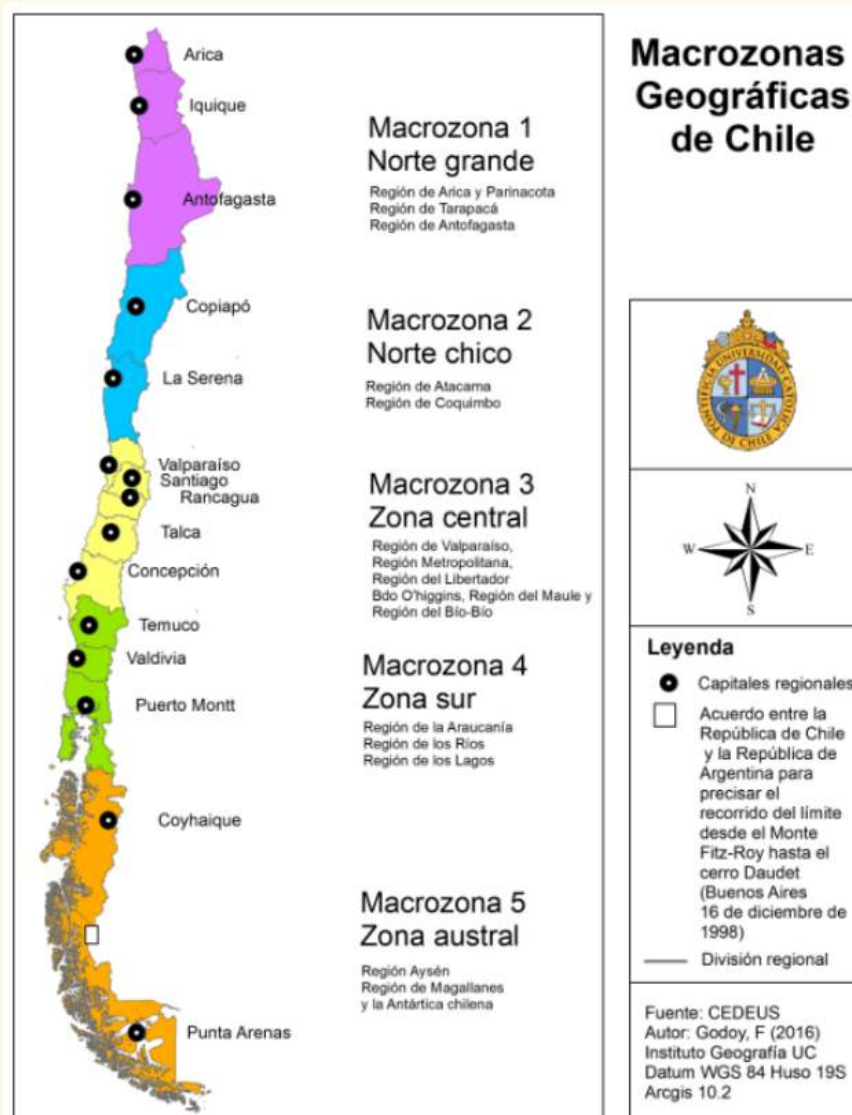 Macrozonas
Geográficas
de Chile
Arica
Iquique
Antofagasta
Copiapó
La Serena
Valparaíso
Santiago
Rancagua
Talca
Concepción
Temuco
Valdivia
Puerto Montt
Coyhaique
Punta Arenas
Macrozona 1
Norte grande
Región de Arica y Parinacota
Región de Tarapacá
Región de Antofagasta
Macrozona 2
Norte chico
Región de Atacama
Región de Coquimbo
Macrozona 3
Zona central
Región de Valparaíso,
Región Metropolitana,
Región del Libertador
Bdo O'higgins, Región del Maule y
Región del Bío-Bío
Macrozona 4
Zona sur
Región de la Araucanía
Región de los Ríos
Región de los Lagos
Macrozona 5
Zona austral
Región Aysén
Región de Magallanes
y la Antártica chilena
PONTIFICIA UNIVERSIDAD CATOLICA DE CHILE
N
W
E
S
Leyenda
Capitales regionales
Acuerdo entre la
República de Chile
y la República de
Argentina para
precisar el
recorrido del límite
desde el Monte
Fitz-Roy hasta el
cerro Daudet
(Buenos Aires
16 de diciembre de
1998)
División regional
Fuente: CEDEUS
Autor: Godoy, F (2016)
Instituto Geografía UC
Datum WGS 84 Huso 19S
Arcgis 10.2